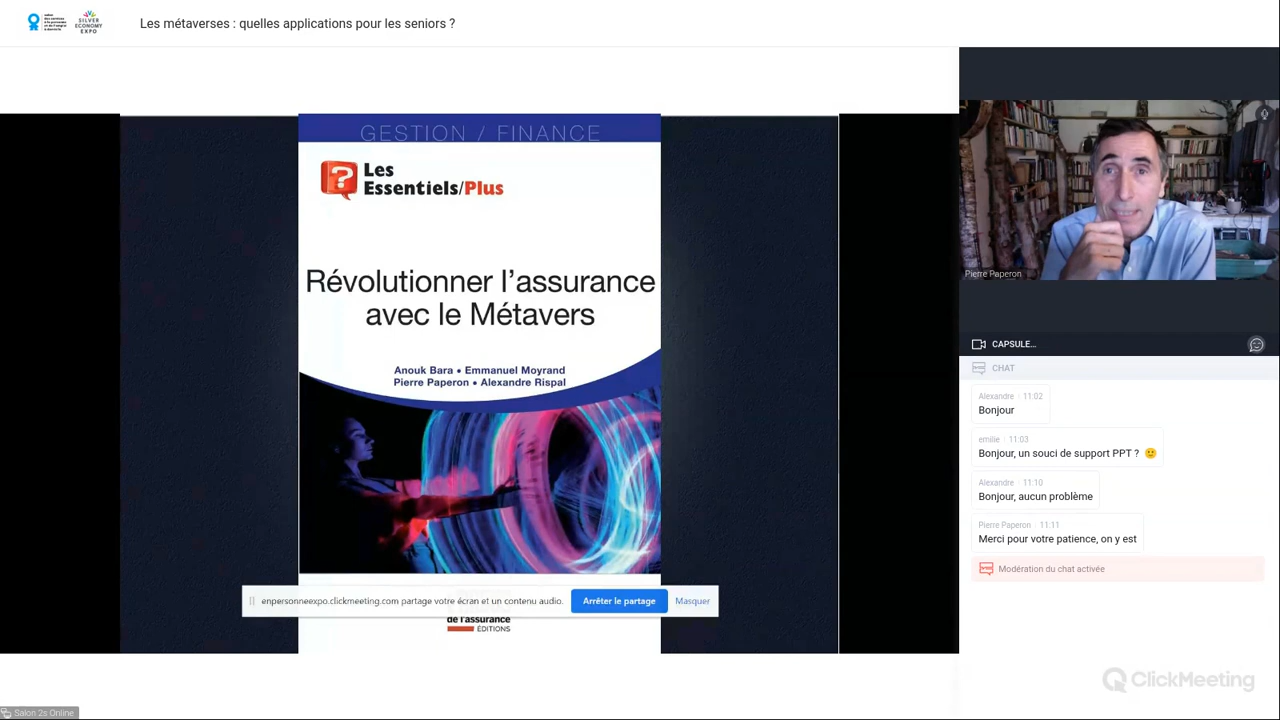 SILVER
ECONOMY
EXPO
Les métaverses : quelles applications pour les seniors ?
GESTION / FINANCE
?
Les
Essentiels/Plus
Révolutionner l’assurance
avec le Métavers
Anouk Bara • Emmanuel Moyrand
Pierre Paperon • Alexandre Rispal
enpersonneexpo.clickmeeting.com partage votre écran et un contenu audio.
Arrêter le partage
Masquer
de l'assurance
ÉDITIONS
Salon 2s Online
Pierre Paperon
CAPSULE...
CHAT
Alexandre · 11:02
Bonjour
emilie · 11:03
Bonjour, un souci de support PPT ? 🙂
Alexandre · 11:10
Bonjour, aucun problème
Pierre Paperon · 11:11
Merci pour votre patience, on y est
Modération du chat activée
ClickMeeting